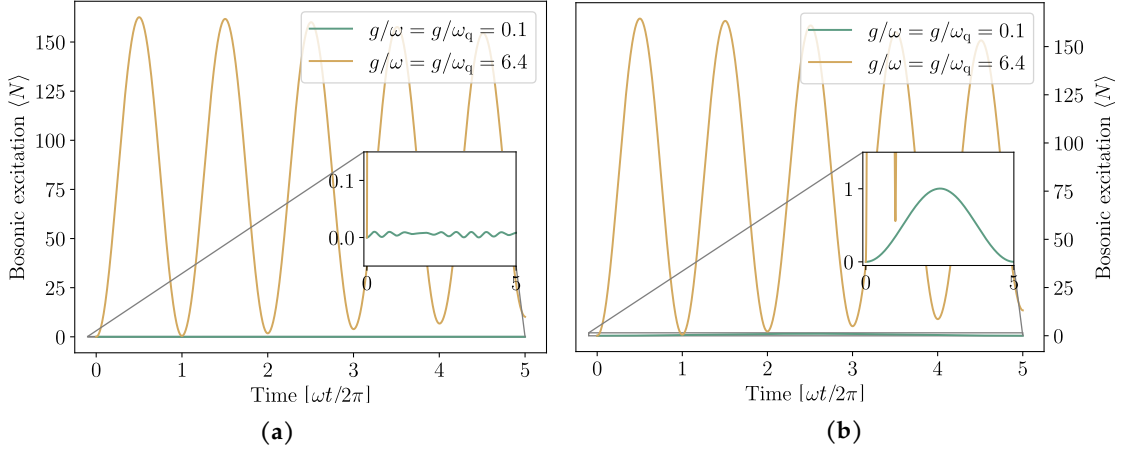 g/ω = g/ω_q = 0.1
g/ω = g/ω_q = 6.4
Bosonic excitation ⟨N⟩
150
125
100
75
50
25
0
0.1
0.0
0
5
0 1 2 3 4 5
Time [ωt/2π]
(a)
g/ω = g/ω_q = 0.1
g/ω = g/ω_q = 6.4
1
0
0
5
150
125
100
75
50
25
0
Bosonic excitation ⟨N⟩
0 1 2 3 4 5
Time [ωt/2π]
(b)